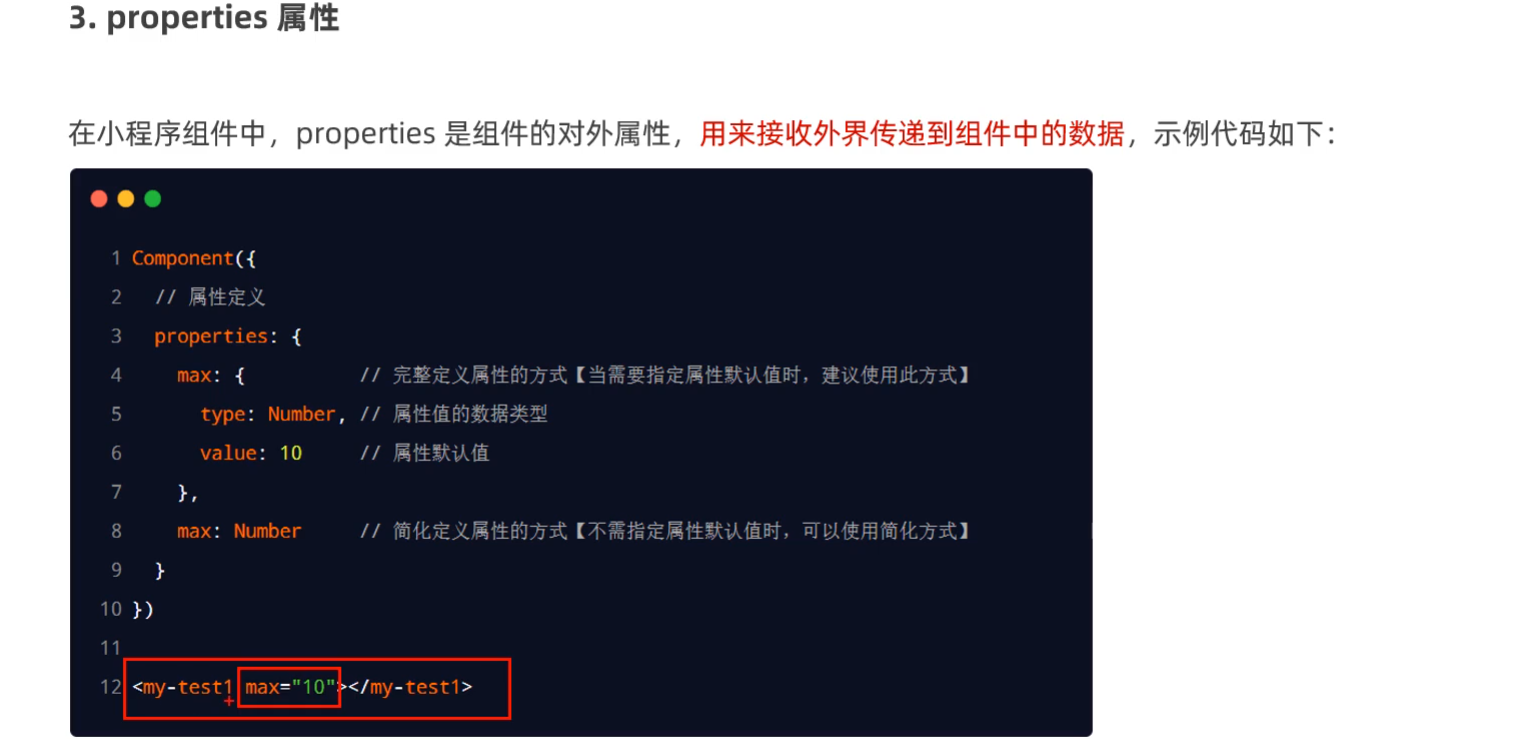 3. properties 属性
在小程序组件中，properties 是组件的对外属性，用来接收外界传递到组件中的数据，示例代码如下：
1 Component({
2 // 属性定义
3 properties: {
4 max: { // 完整定义属性的方式【当需要指定属性默认值时，建议使用此方式】
5 type: Number, // 属性值的数据类型
6 value: 10 // 属性默认值
7 },
8 max: Number // 简化定义属性的方式【不需指定属性默认值时，可以使用简化方式】
9 }
10 })
11
12 <my-test1 max="10"></my-test1>